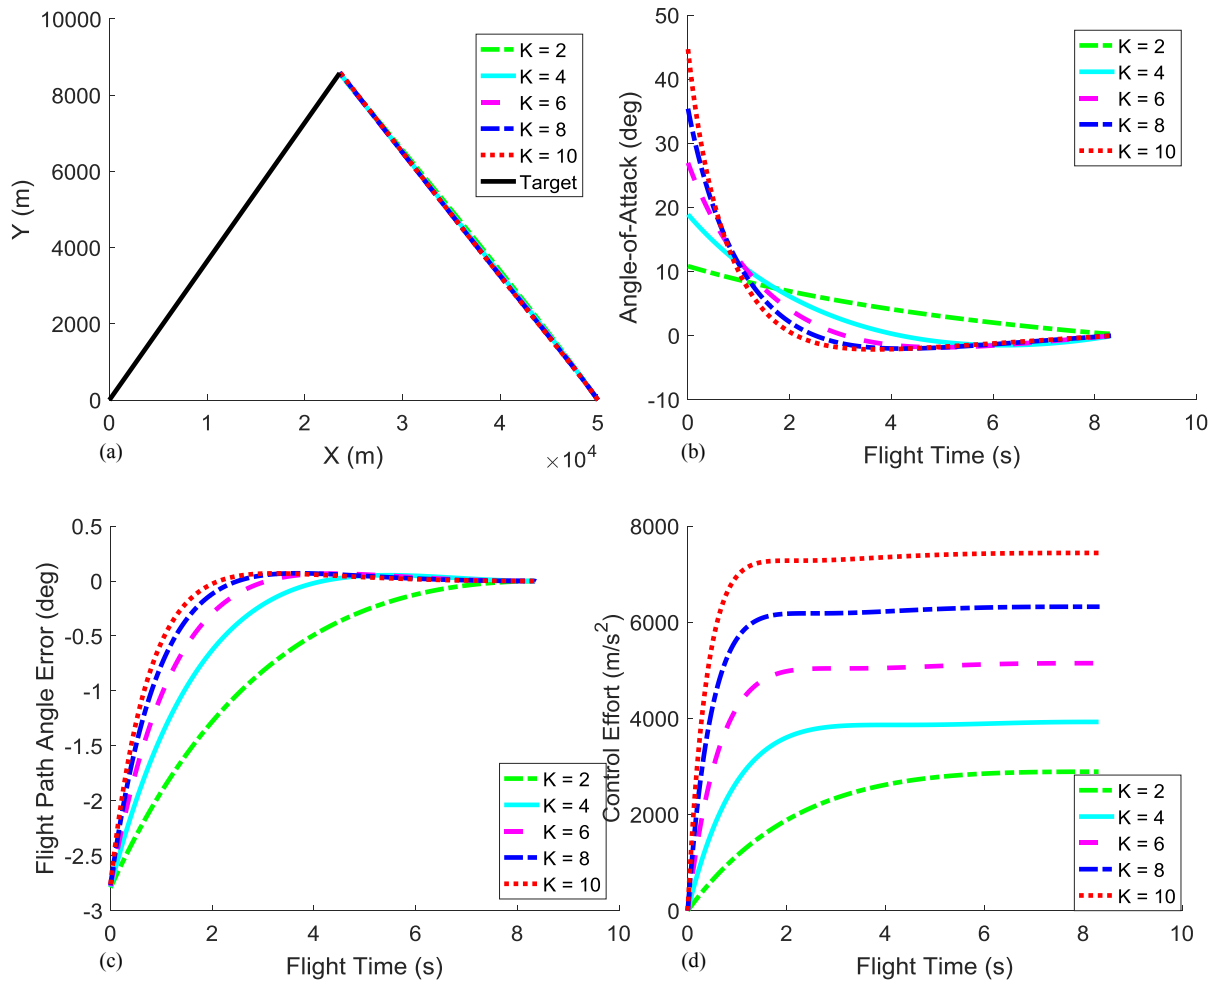 10000
8000
6000
4000
2000
0
Y (m)
0
1
2
3
4
5
X (m)
×10⁴
(a)
K = 2
K = 4
K = 6
K = 8
K = 10
Target
50
40
30
20
10
0
-10
Angle-of-Attack (deg)
0
2
4
6
8
10
Flight Time (s)
(b)
K = 2
K = 4
K = 6
K = 8
K = 10
0.5
0
-0.5
-1
-1.5
-2
-2.5
-3
Flight Path Angle Error (deg)
0
2
4
6
8
10
Flight Time (s)
(c)
K = 2
K = 4
K = 6
K = 8
K = 10
8000
6000
4000
2000
0
Control Effort (m/s²)
0
2
4
6
8
10
Flight Time (s)
(d)
K = 2
K = 4
K = 6
K = 8
K = 10